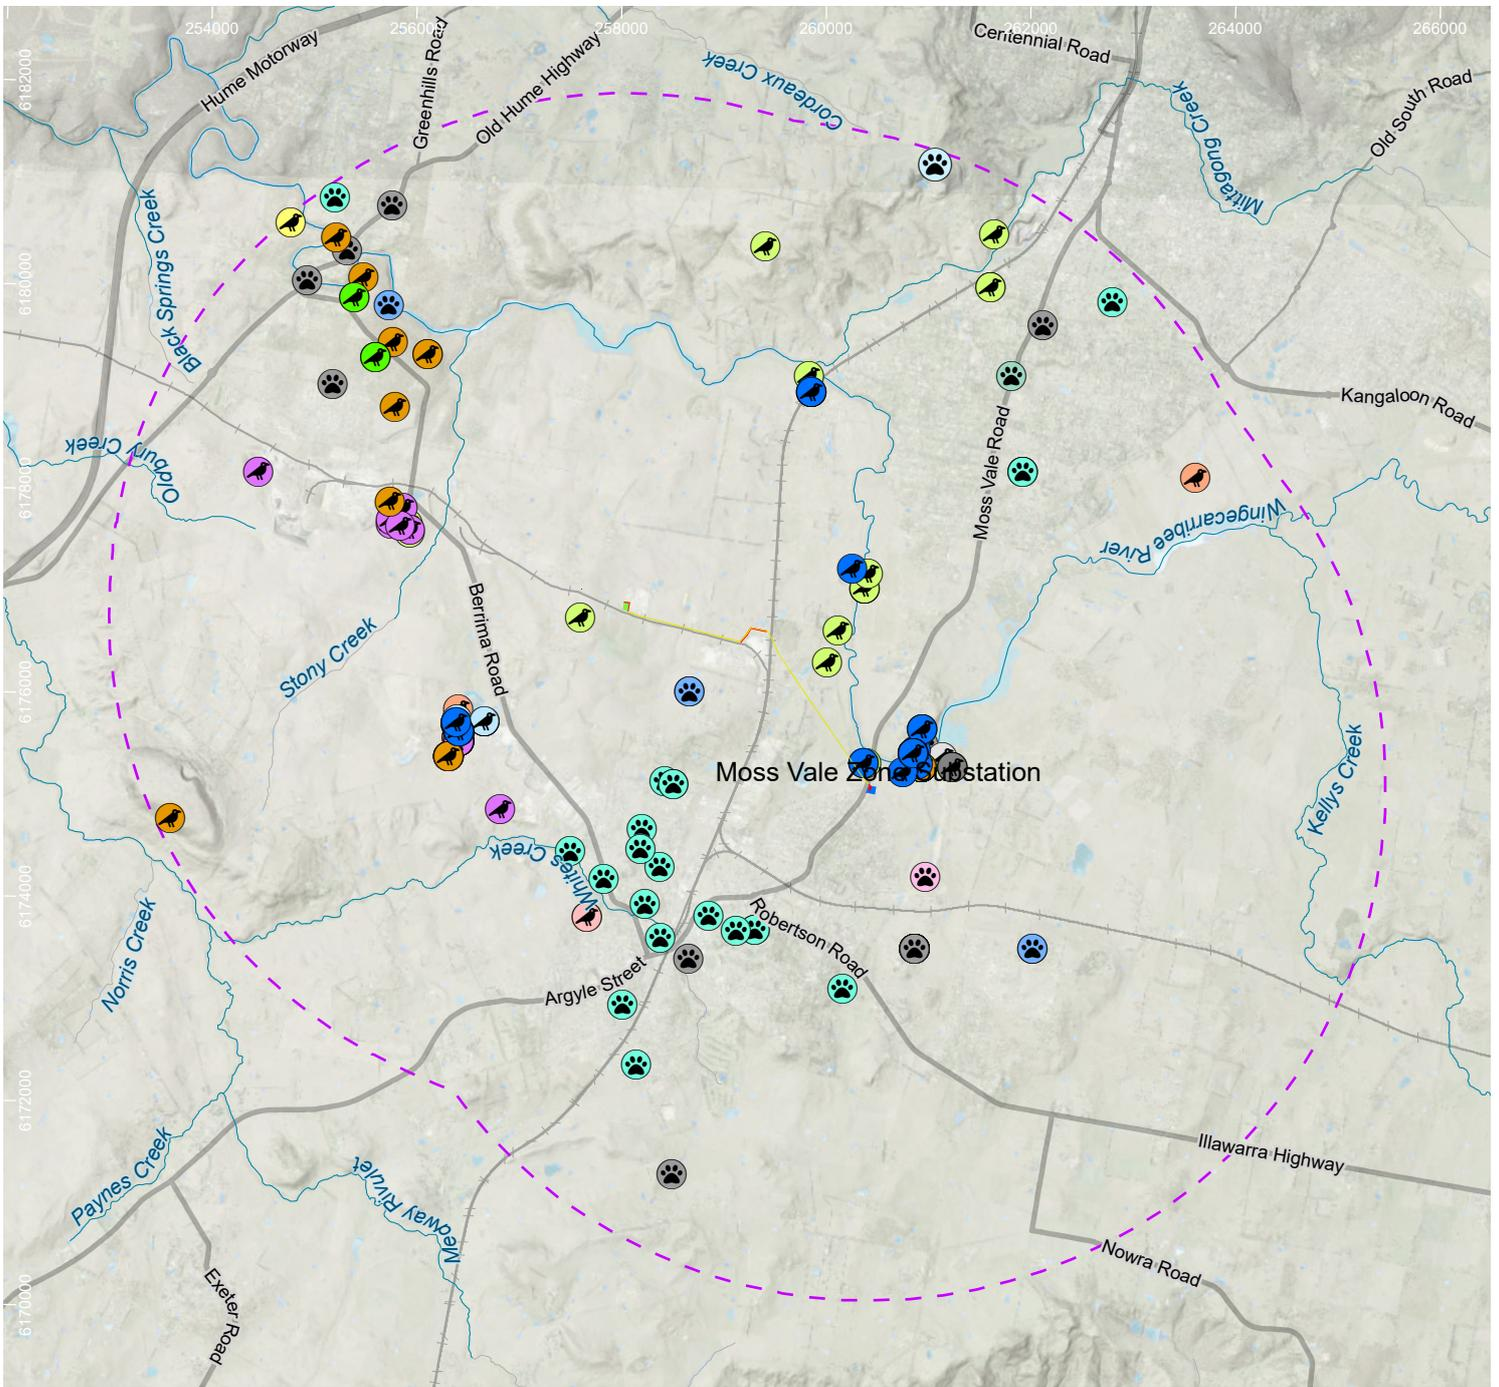 254000
256000
258000
260000
262000
264000
266000
Hume Motorway
Greenhills Road
Old Hume Highway
Cordeaux Creek
Centennial Road
Mittagong Creek
Old South Road
6182000
Black Springs Creek
6180000
Kangaloon Road
Oldbury Creek
6178000
Moss Vale Road
Wingecarribee River
Berrima Road
Stony Creek
6176000
Moss Vale Zone Substation
Kellys Creek
Whites Creek
6174000
Norris Creek
Robertson Road
Argyle Street
6172000
Paynes Creek
Medway Rivulet
Illawarra Highway
Nowra Road
6170000
Exeter Road